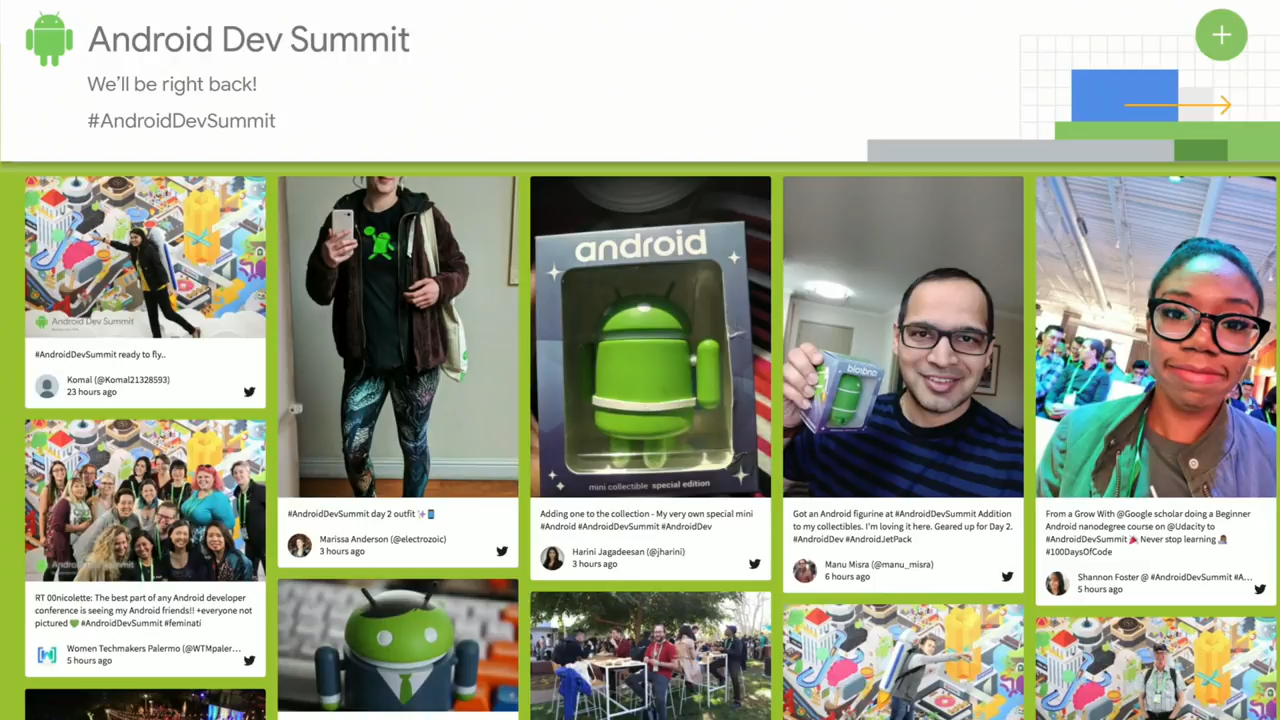 Android Dev Summit
We'll be right back!
#AndroidDevSummit
+
Android Dev Summit
#AndroidDevSummit ready to fly..
Komal (@Komal21328593)
23 hours ago
RT 00nicolette: The best part of any Android developer
conference is seeing my Android friends!! +everyone not
pictured 💚 #AndroidDevSummit #feminati
Women Techmakers Palermo (@WTMpaler...
5 hours ago
#AndroidDevSummit day 2 outfit ✨📱
Marissa Anderson (@electrozoic)
3 hours ago
android
mini collectible special edition
Adding one to the collection - My very own special mini
#Android #AndroidDevSummit #AndroidDev
Harini Jagadeesan (@jharini)
3 hours ago
android
Got an Android figurine at #AndroidDevSummit Addition
to my collectibles. I'm loving it here. Geared up for Day 2.
#AndroidDev #AndroidJetPack
Manu Misra (@manu_misra)
6 hours ago
From a Grow With @Google scholar doing a Beginner
Android nanodegree course on @Udacity to
#AndroidDevSummit 🎉 Never stop learning 👩🏾‍💻
#100DaysOfCode
Shannon Foster @ #AndroidDevSummit #A...
5 hours ago